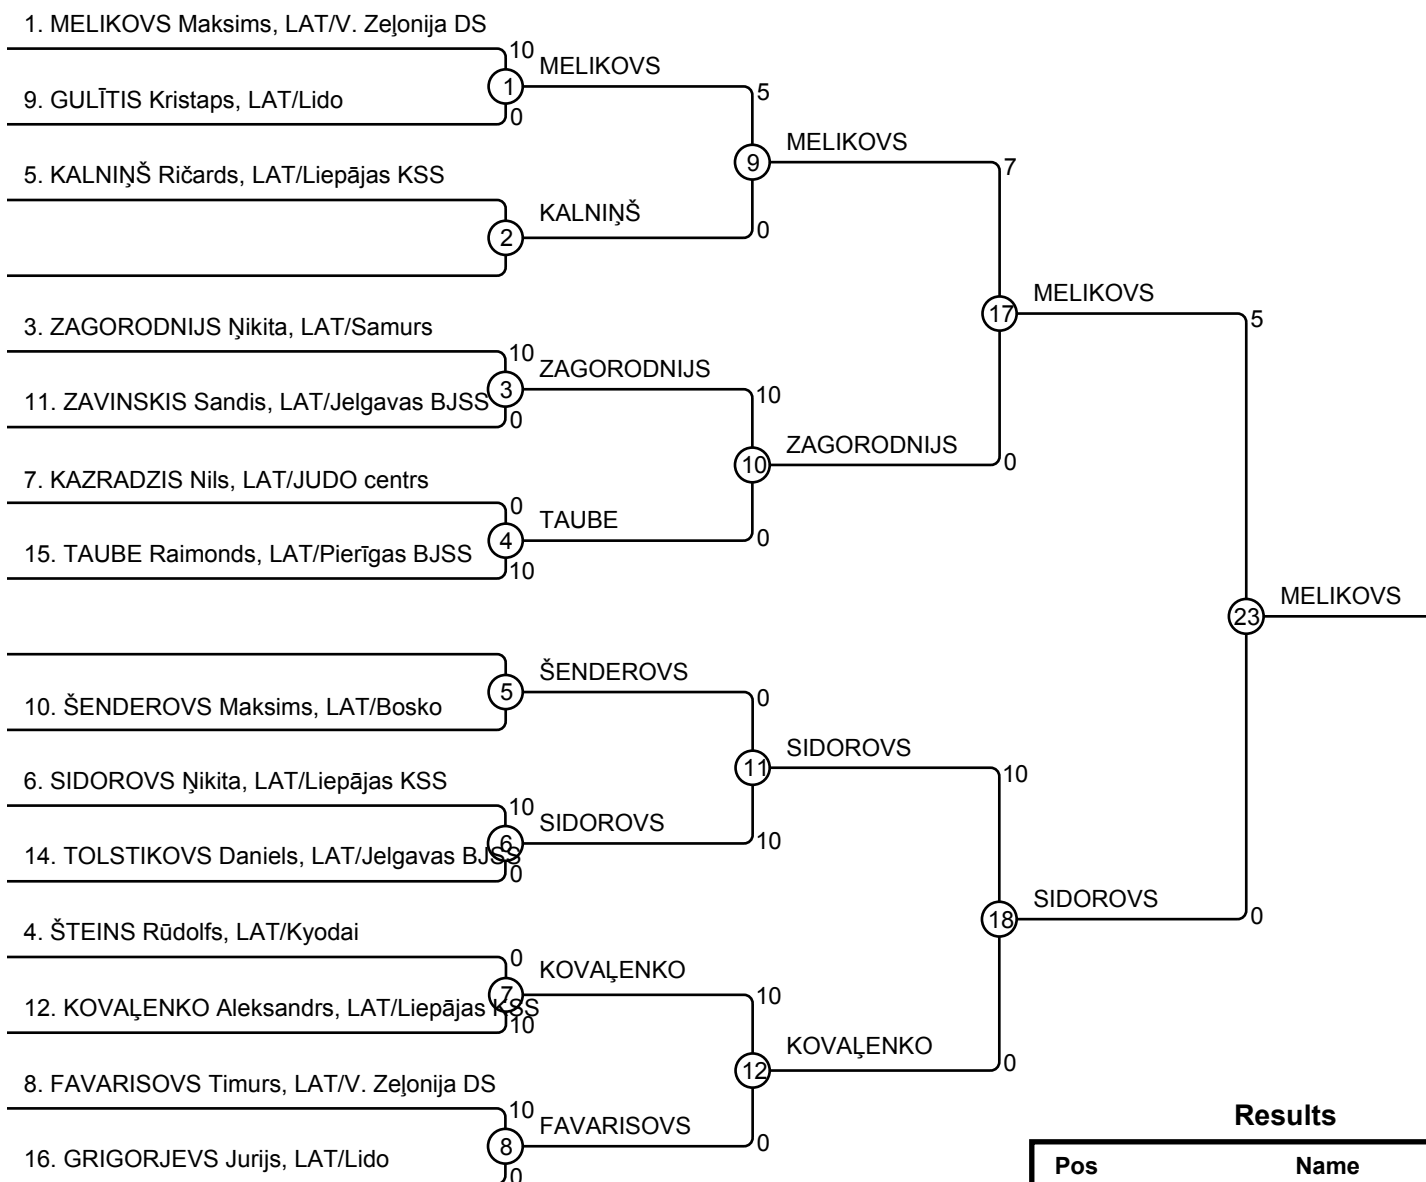 1. MELIKOVS Maksims, LAT/V. Zeļonija DS
10
MELIKOVS
1
5
9. GULĪTIS Kristaps, LAT/Lido
0
MELIKOVS
9
7
5. KALNIŅŠ Ričards, LAT/Liepājas KSS
KALNIŅŠ
0
2
MELIKOVS
17
5
3. ZAGORODNIJS Ņikita, LAT/Samurs
10
ZAGORODNIJS
3
10
11. ZAVINSKIS Sandis, LAT/Jelgavas BJSS
0
ZAGORODNIJS
10
0
7. KAZRADZIS Nils, LAT/JUDO centrs
0
TAUBE
4
0
15. TAUBE Raimonds, LAT/Pierīgas BJSS
10
MELIKOVS
23
ŠENDEROVS
5
0
10. ŠENDEROVS Maksims, LAT/Bosko
SIDOROVS
11
10
6. SIDOROVS Ņikita, LAT/Liepājas KSS
10
SIDOROVS
6
10
14. TOLSTIKOVS Daniels, LAT/Jelgavas BJSS
0
SIDOROVS
18
0
4. ŠTEINS Rūdolfs, LAT/Kyodai
0
KOVAĻENKO
7
10
12. KOVAĻENKO Aleksandrs, LAT/Liepājas KSS
10
KOVAĻENKO
12
0
8. FAVARISOVS Timurs, LAT/V. Zeļonija DS
10
FAVARISOVS
8
0
16. GRIGORJEVS Jurijs, LAT/Lido
0
Results
Pos Name